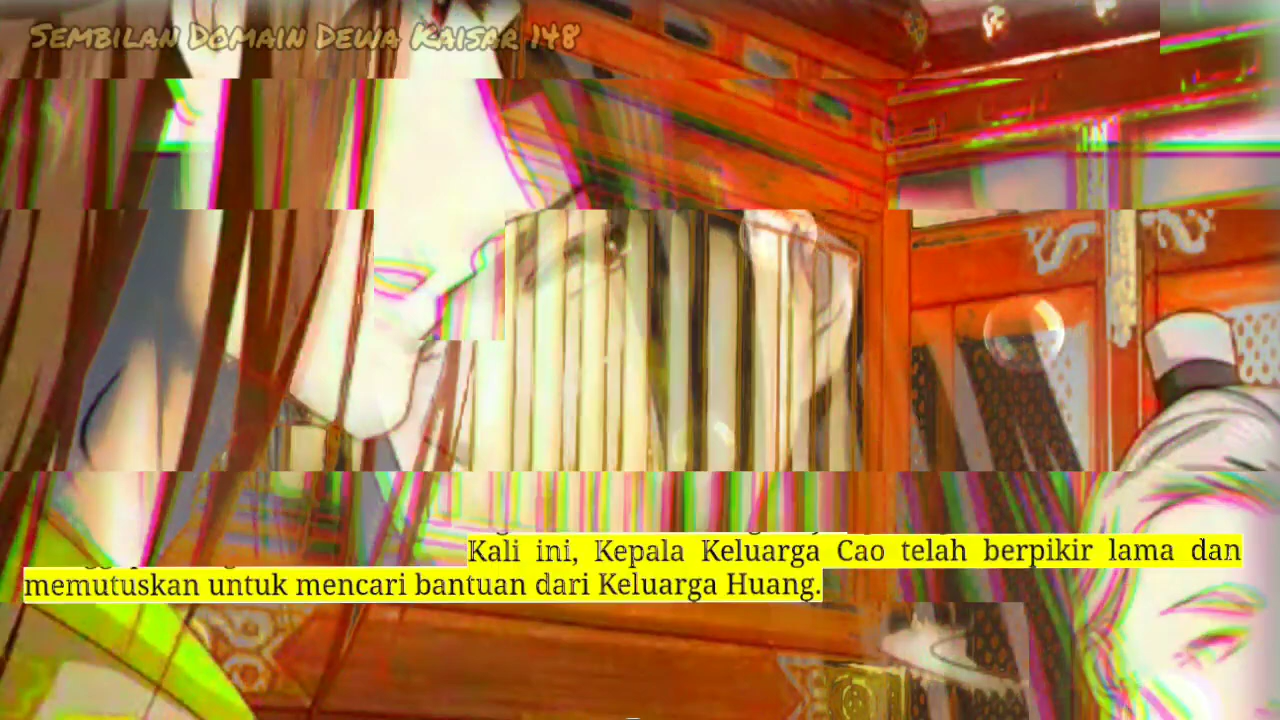 Sembilan Domain Dewa Kaisar 148
Kali ini, Kepala Keluarga Cao telah berpikir lama dan
memutuskan untuk mencari bantuan dari Keluarga Huang.